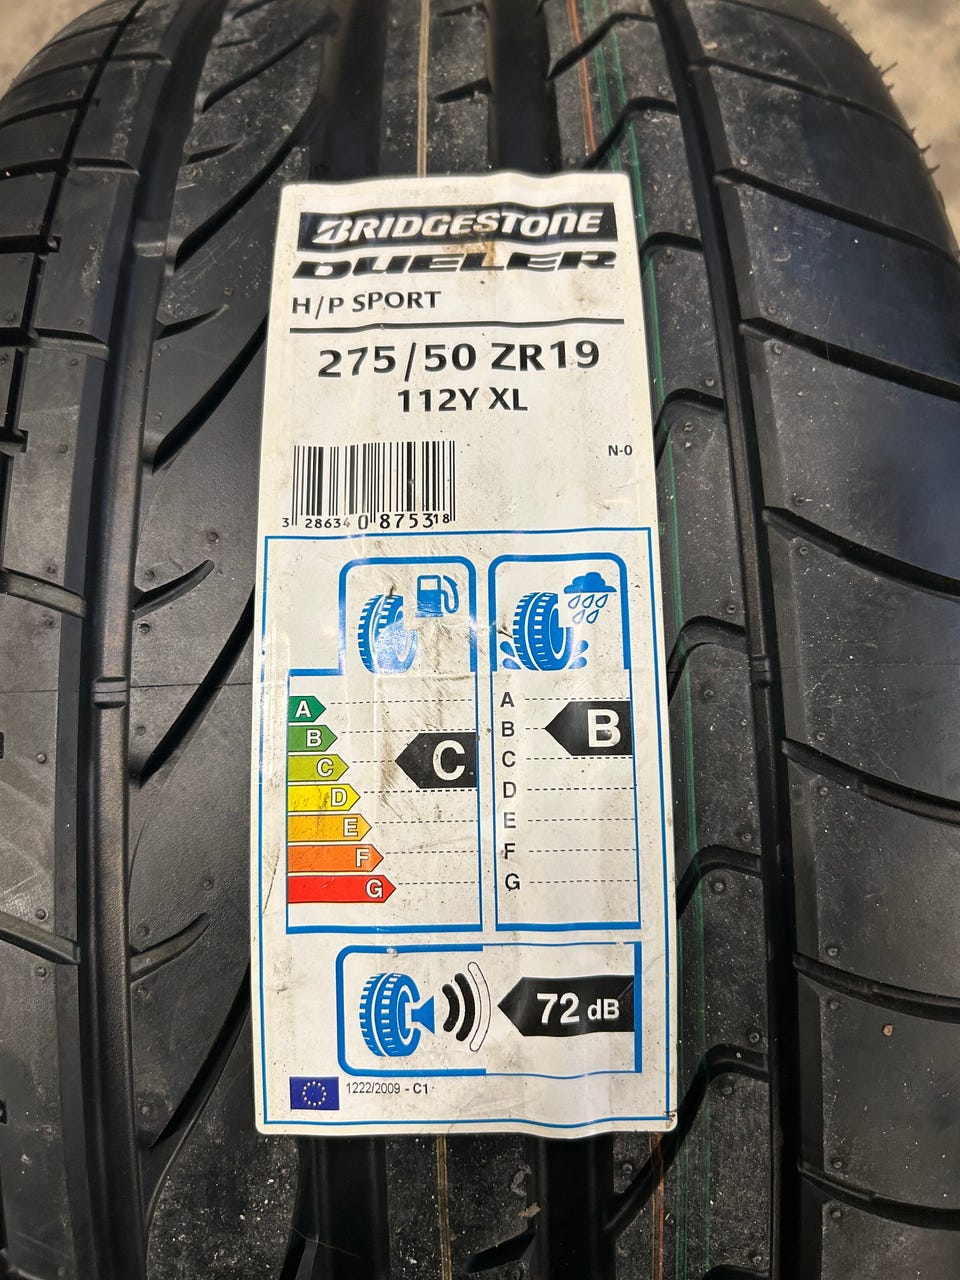 BRIDGESTONE
DUELER
H/P SPORT
275/50 ZR19
112Y XL
N-0
3 286340 875318
A
B
C
D
E
F
G
C
A
B
C
D
E
F
G
B
72 dB
1222/2009 - C1